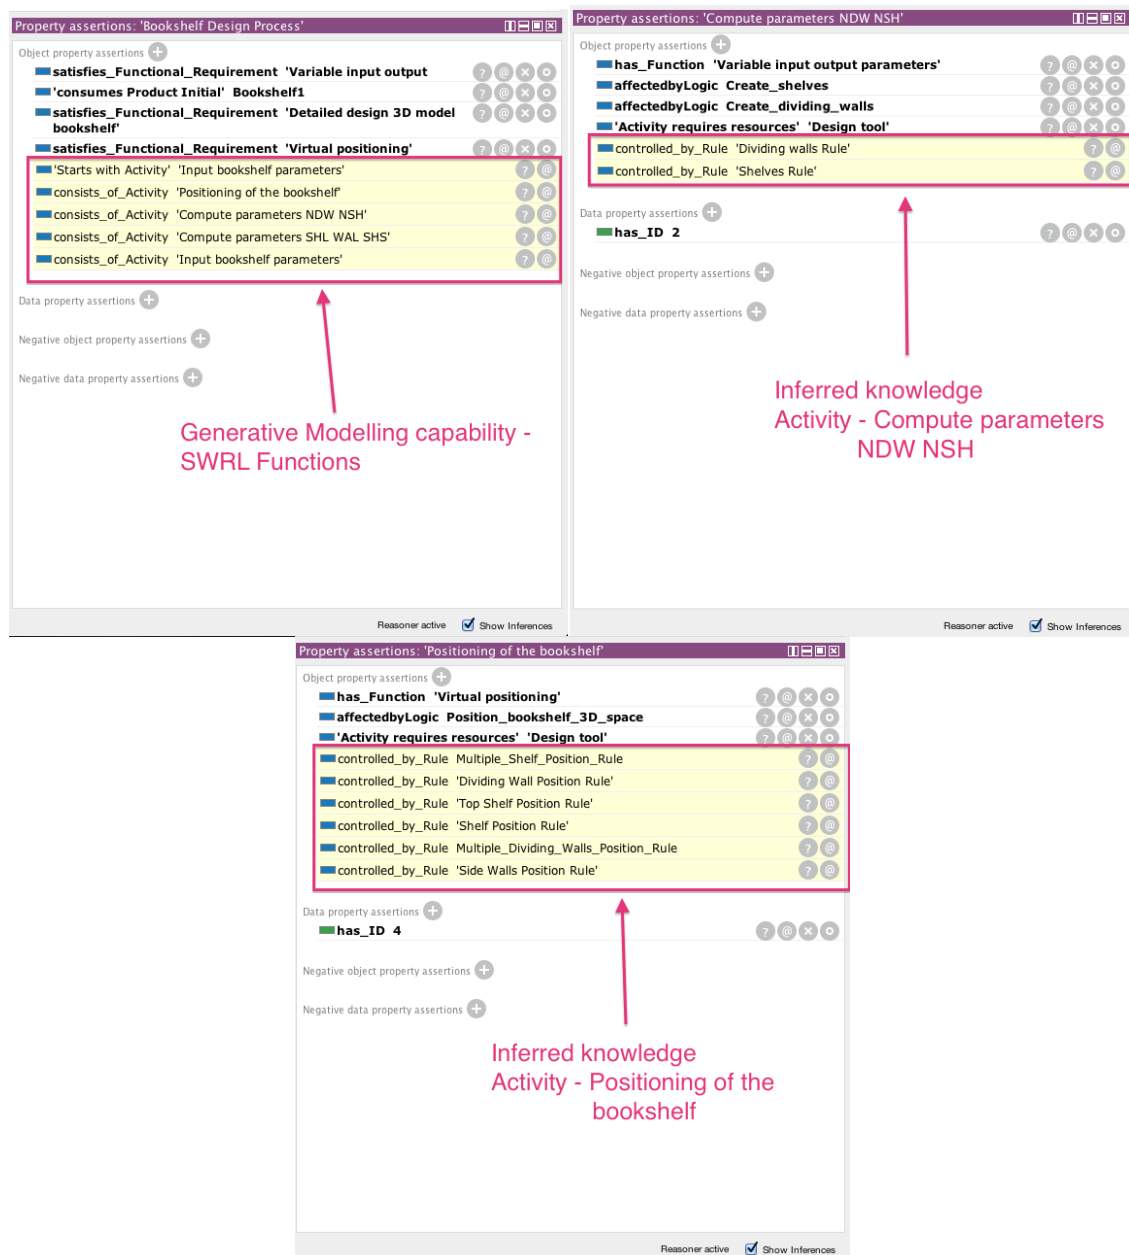 Property assertions: 'Bookshelf Design Process'
Object property assertions
satisfies_Functional_Requirement 'Variable input output
'consumes Product Initial' Bookshelf1
satisfies_Functional_Requirement 'Detailed design 3D model
bookshelf'
satisfies_Functional_Requirement 'Virtual positioning'
'Starts with Activity' 'Input bookshelf parameters'
consists_of_Activity 'Positioning of the bookshelf'
consists_of_Activity 'Compute parameters NDW NSH'
consists_of_Activity 'Compute parameters SHL WAL SHS'
consists_of_Activity 'Input bookshelf parameters'
Data property assertions
Negative object property assertions
Negative data property assertions
Generative Modelling capability -
SWRL Functions
Reasoner active Show Inferences
Property assertions: 'Compute parameters NDW NSH'
Object property assertions
has_Function 'Variable input output parameters'
affectedbyLogic Create_shelves
affectedbyLogic Create_dividing_walls
'Activity requires resources' 'Design tool'
controlled_by_Rule 'Dividing walls Rule'
controlled_by_Rule 'Shelves Rule'
Data property assertions
has_ID 2
Negative object property assertions
Negative data property assertions
Inferred knowledge
Activity - Compute parameters
NDW NSH
Reasoner active Show Inferences
Property assertions: 'Positioning of the bookshelf'
Object property assertions
has_Function 'Virtual positioning'
affectedbyLogic Position_bookshelf_3D_space
'Activity requires resources' 'Design tool'
controlled_by_Rule Multiple_Shelf_Position_Rule
controlled_by_Rule 'Dividing Wall Position Rule'
controlled_by_Rule 'Top Shelf Position Rule'
controlled_by_Rule 'Shelf Position Rule'
controlled_by_Rule Multiple_Dividing_Walls_Position_Rule
controlled_by_Rule 'Side Walls Position Rule'
Data property assertions
has_ID 4
Negative object property assertions
Negative data property assertions
Inferred knowledge
Activity - Positioning of the
bookshelf
Reasoner active Show Inferences